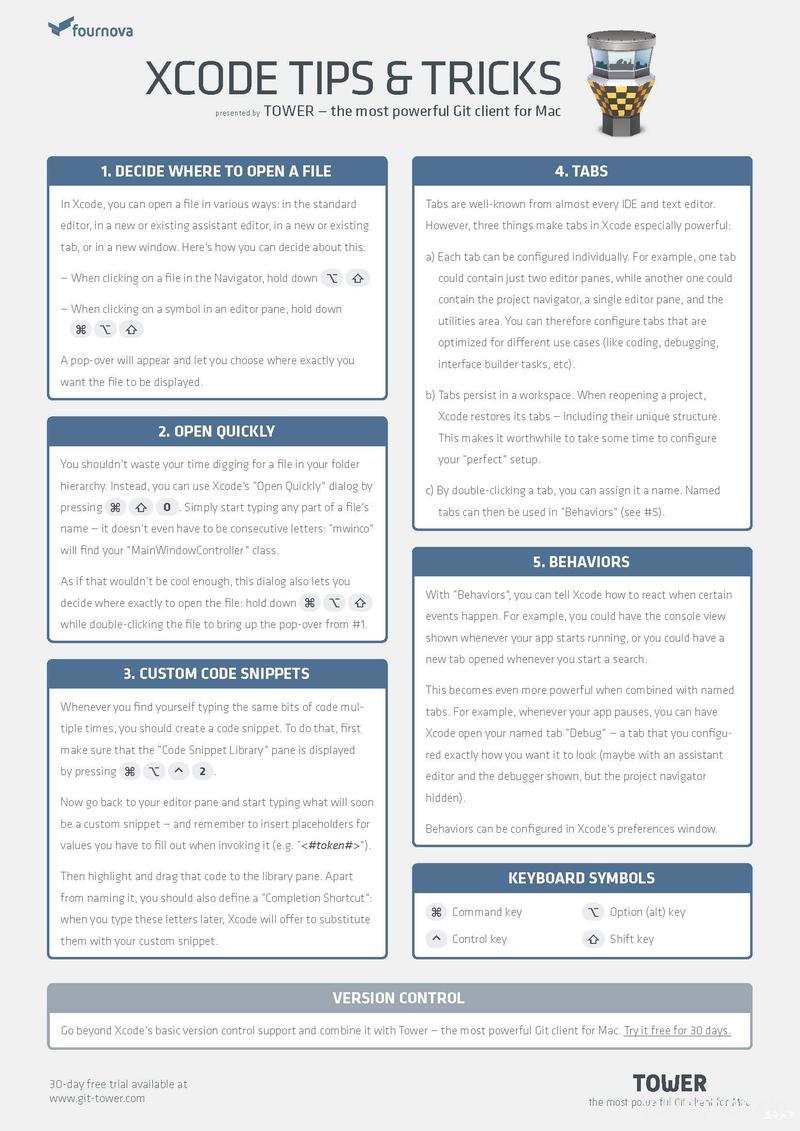 fournova
XCODE TIPS & TRICKS
presented by TOWER – the most powerful Git client for Mac
1. DECIDE WHERE TO OPEN A FILE
In Xcode, you can open a file in various ways: in the standard
editor, in a new or existing assistant editor, in a new or existing
tab, or in a new window. Here's how you can decide about this:
– When clicking on a file in the Navigator, hold down ⌥ ⇧
– When clicking on a symbol in an editor pane, hold down
⌘ ⌥ ⇧
A pop-over will appear and let you choose where exactly you
want the file to be displayed.
2. OPEN QUICKLY
You shouldn't waste your time digging for a file in your folder
hierarchy. Instead, you can use Xcode's "Open Quickly" dialog by
pressing ⌘ ⇧ O . Simply start typing any part of a file's
name – it doesn't even have to be consecutive letters: "mwinco"
will find your "MainWindowController" class.
As if that wouldn't be cool enough, this dialog also lets you
decide where exactly to open the file: hold down ⌘ ⌥ ⇧
while double-clicking the file to bring up the pop-over from #1.
3. CUSTOM CODE SNIPPETS
Whenever you find yourself typing the same bits of code mul-
tiple times, you should create a code snippet. To do that, first
make sure that the "Code Snippet Library" pane is displayed
by pressing ⌘ ⌥ ^ 2 .
Now go back to your editor pane and start typing what will soon
be a custom snippet – and remember to insert placeholders for
values you have to fill out when invoking it (e.g. "<#token#>").
Then highlight and drag that code to the library pane. Apart
from naming it, you should also define a "Completion Shortcut":
when you type these letters later, Xcode will offer to substitute
them with your custom snippet.
4. TABS
Tabs are well-known from almost every IDE and text editor.
However, three things make tabs in Xcode especially powerful:
a) Each tab can be configured individually. For example, one tab
could contain just two editor panes, while another one could
contain the project navigator, a single editor pane, and the
utilities area. You can therefore configure tabs that are
optimized for different use cases (like coding, debugging,
interface builder tasks, etc).
b) Tabs persist in a workspace. When reopening a project,
Xcode restores its tabs – including their unique structure.
This makes it worthwhile to take some time to configure
your "perfect" setup.
c) By double-clicking a tab, you can assign it a name. Named
tabs can then be used in "Behaviors" (see #5).
5. BEHAVIORS
With "Behaviors", you can tell Xcode how to react when certain
events happen. For example, you could have the console view
shown whenever your app starts running, or you could have a
new tab opened whenever you start a search.
This becomes even more powerful when combined with named
tabs. For example, whenever your app pauses, you can have
Xcode open your named tab "Debug" – a tab that you configu-
red exactly how you want it to look (maybe with an assistant
editor and the debugger shown, but the project navigator
hidden).
Behaviors can be configured in Xcode's preferences window.
KEYBOARD SYMBOLS
⌘ Command key ⌥ Option (alt) key
^ Control key ⇧ Shift key
VERSION CONTROL
Go beyond Xcode's basic version control support and combine it with Tower – the most powerful Git client for Mac. Try it free for 30 days.
30-day free trial available at
www.git-tower.com
TOWER
the most powerful Git client for Mac